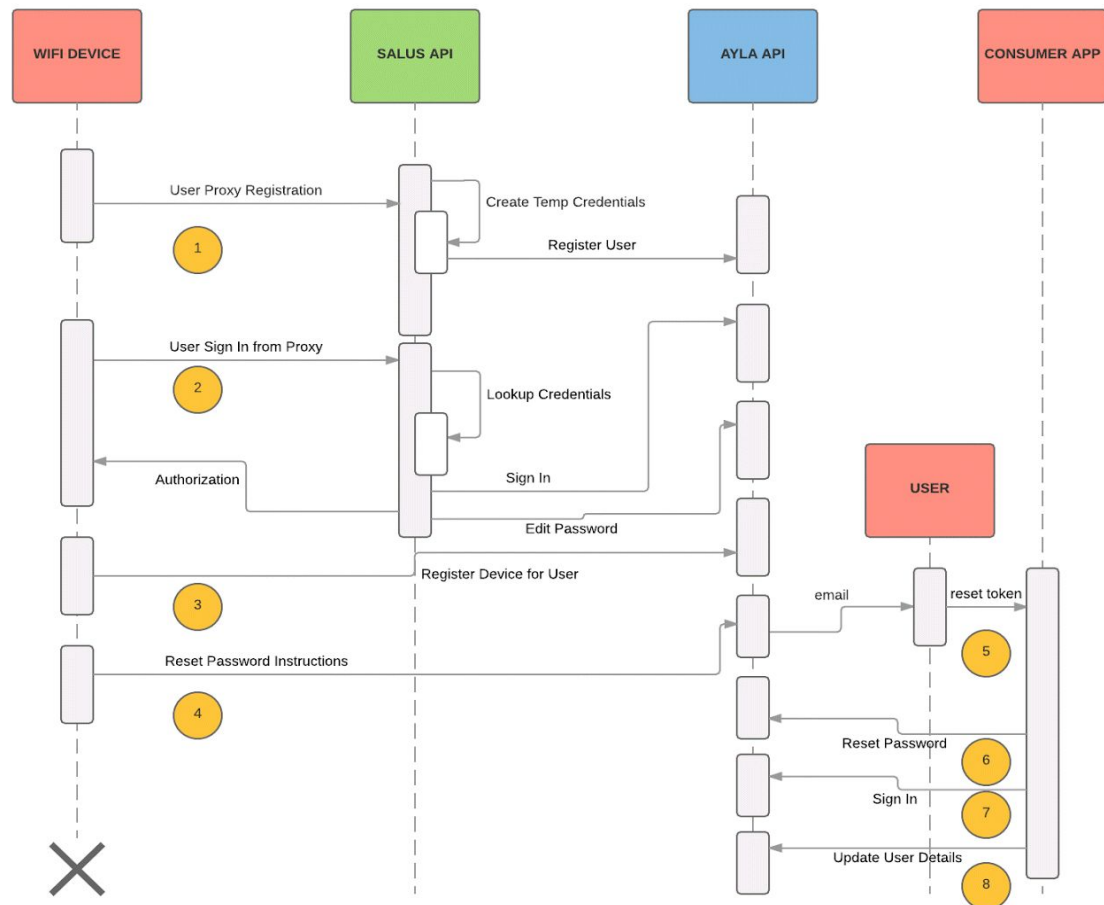 WIFI DEVICE
SALUS API
AYLA API
CONSUMER APP
User Proxy Registration
Create Temp Credentials
1
Register User
User Sign In from Proxy
2
Lookup Credentials
Authorization
Sign In
USER
Edit Password
Register Device for User
3
email
reset token
Reset Password Instructions
5
4
Reset Password
6
Sign In
7
Update User Details
8